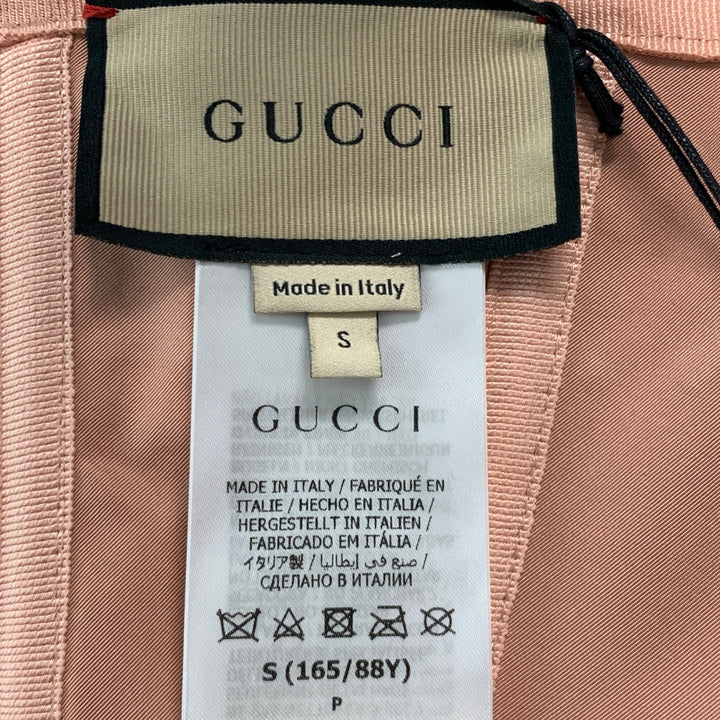 GUCCI
Made in Italy
S
GUCCI
MADE IN ITALY / FABRIQUÉ EN
ITALIE / HECHO EN ITALIA /
HERGESTELLT IN ITALIEN /
FABRICADO EM ITÁLIA /
イタリア製 / صنع في إيطاليا /
СДЕЛАНО В ИТАЛИИ
S (165/88Y)
P